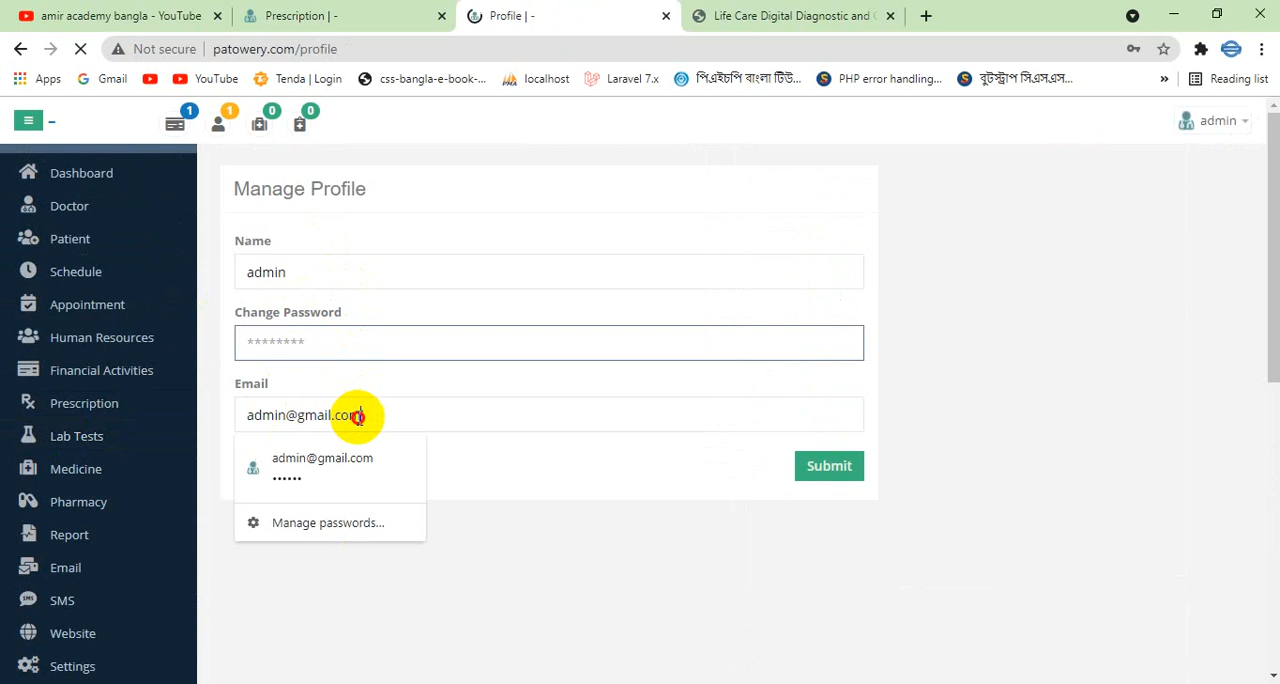 amir academy bangla - YouTube
Prescription | -
Profile | -
Life Care Digital Diagnostic and
Not secure
patowery.com/profile
Apps
Gmail
YouTube
Tenda | Login
css-bangla-e-book-...
localhost
Laravel 7.x
পিএইচপি বাংলা টিউ...
PHP error handling,...
বুটস্ট্রাপ সিএসএস...
»
Reading list
1
1
0
0
admin
Dashboard
Doctor
Patient
Schedule
Appointment
Human Resources
Financial Activities
Prescription
Lab Tests
Medicine
Pharmacy
Report
Email
SMS
Website
Settings
Manage Profile
Name
admin
Change Password
********
Email
admin@gmail.com
admin@gmail.com
••••••
Manage passwords...
Submit